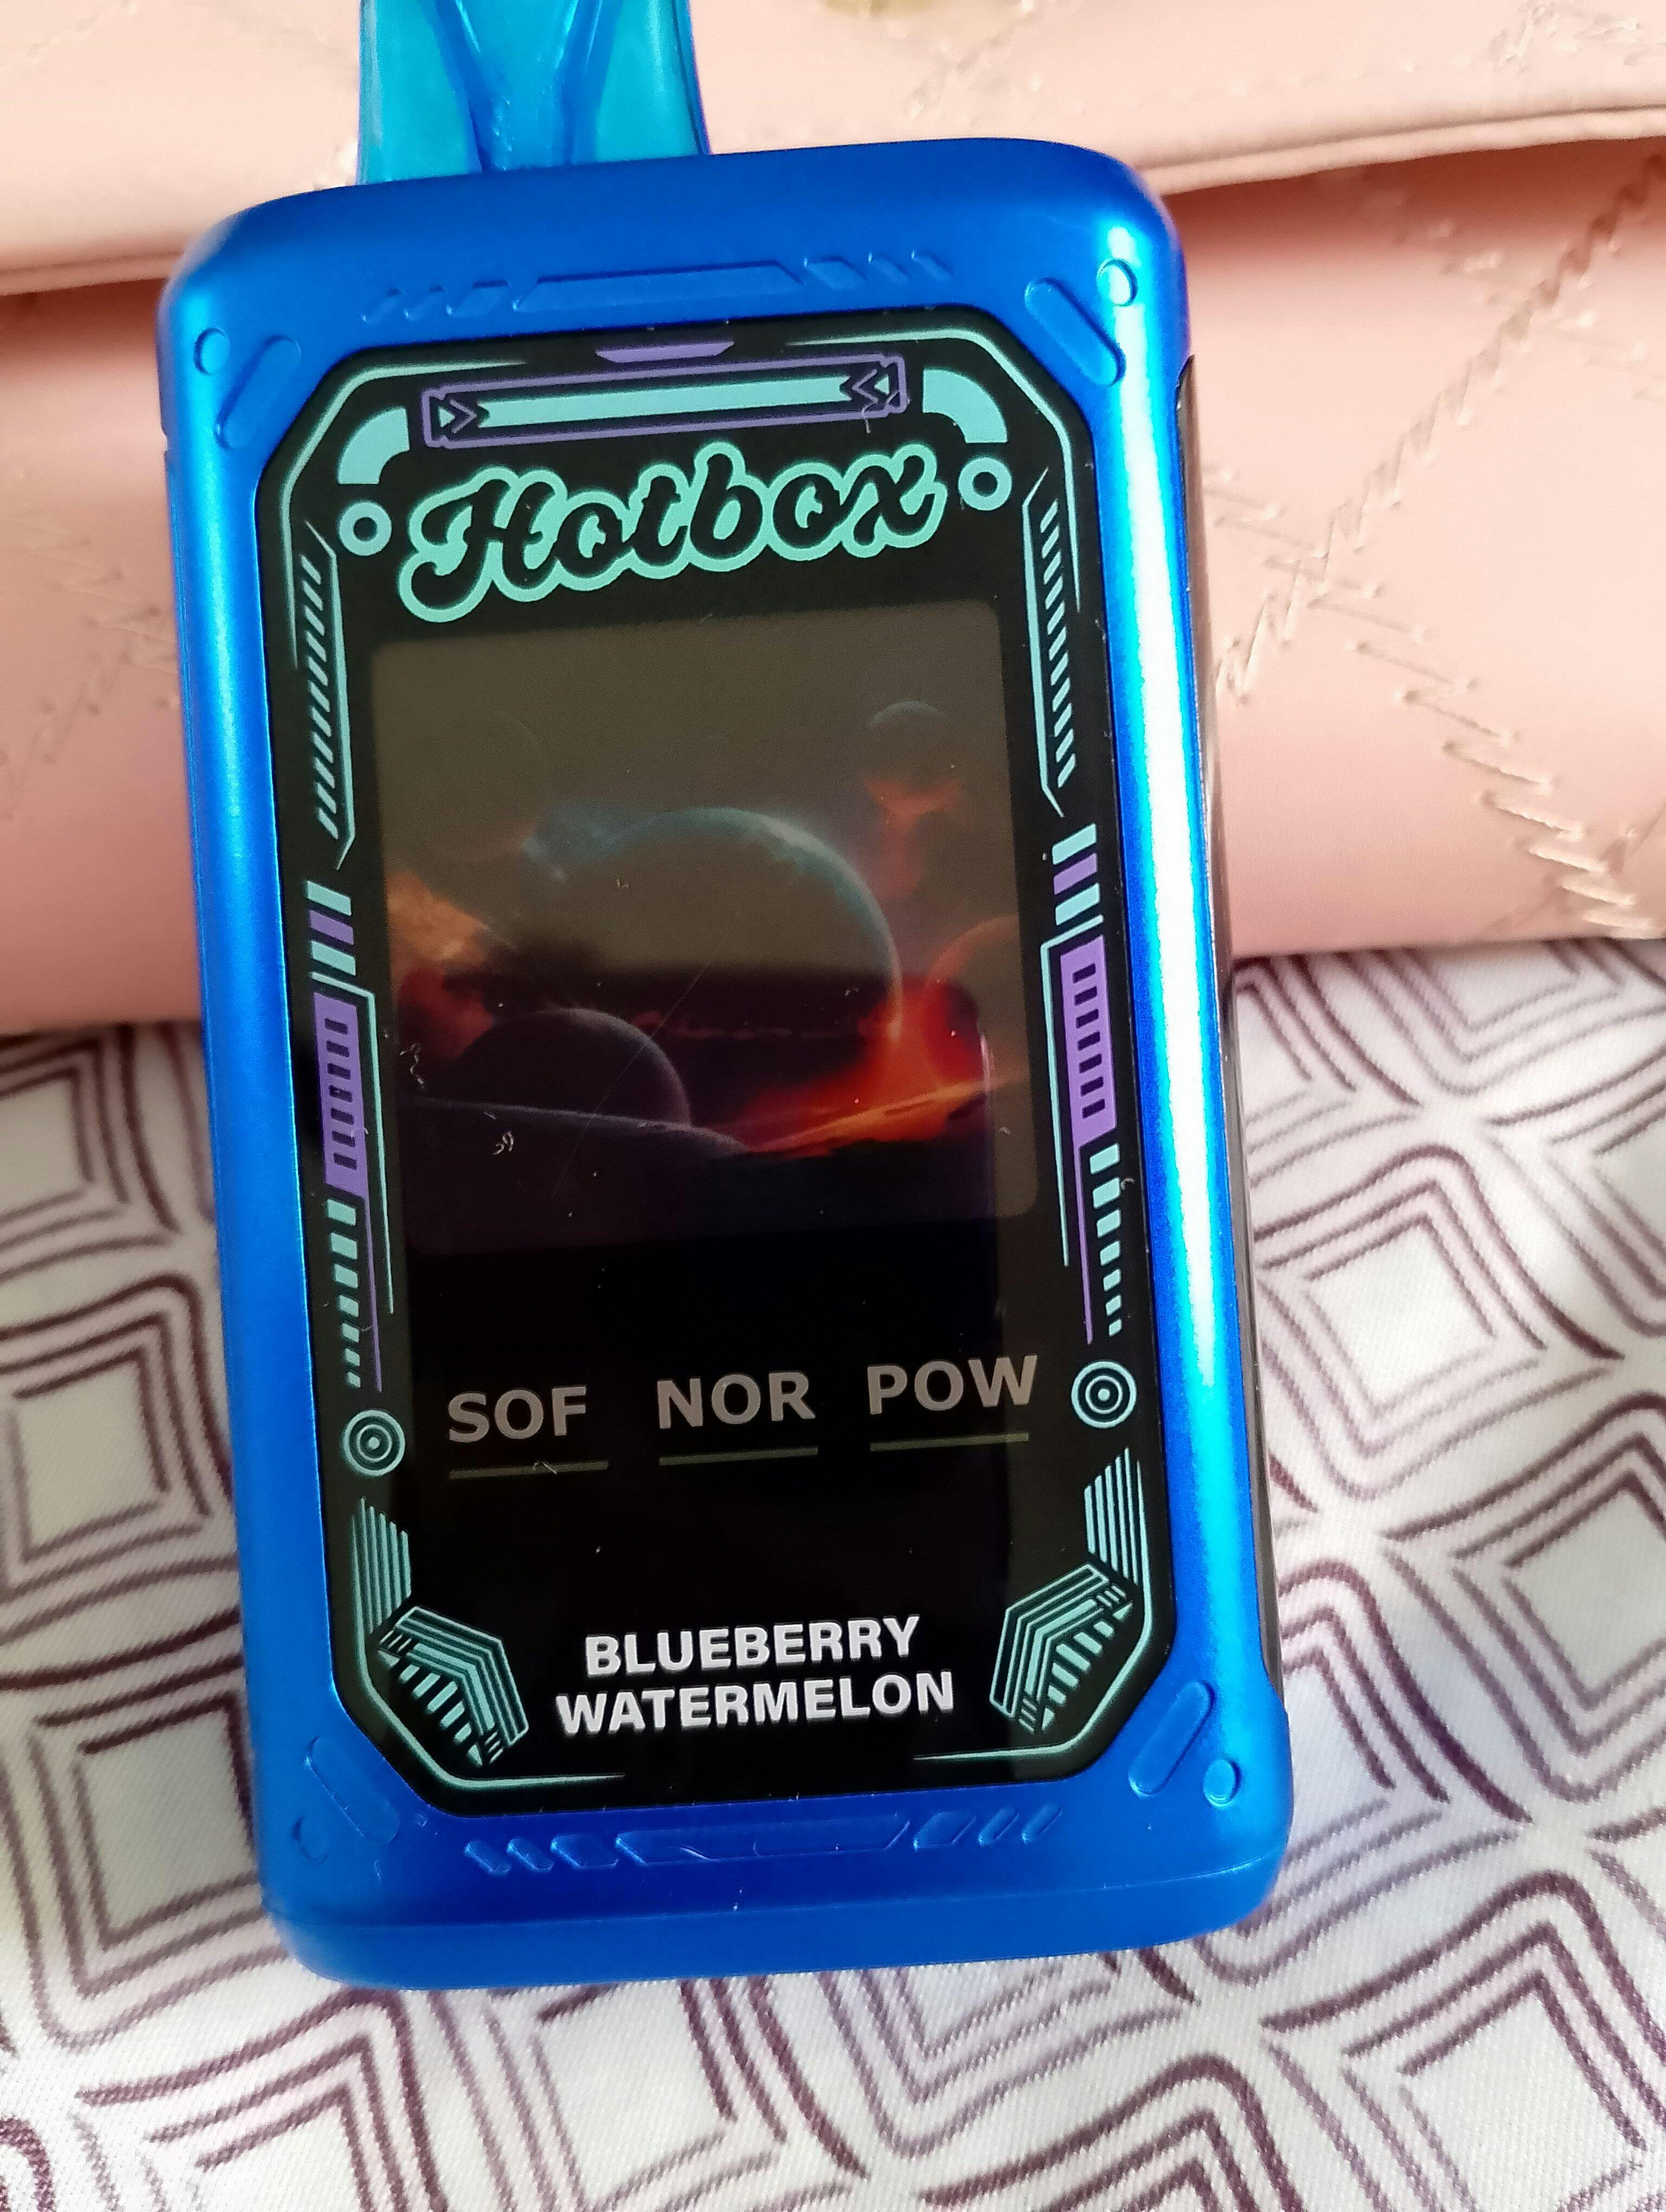 Hotbox
SOF NOR POW
BLUEBERRY
WATERMELON